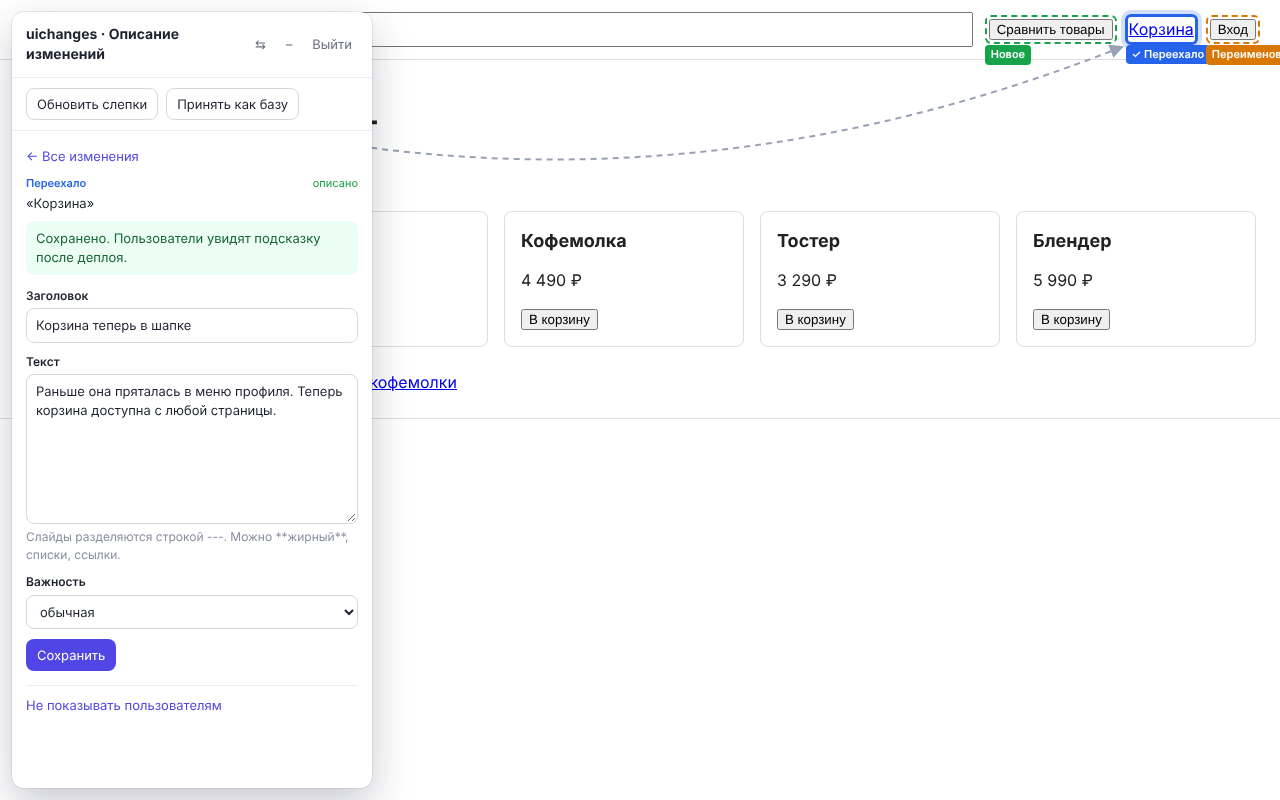 uichanges · Описание
изменений
⇆
–
Выйти
Обновить слепки
Принять как базу
← Все изменения
Переехало
описано
«Корзина»
Сохранено. Пользователи увидят подсказку
после деплоя.
Заголовок
Корзина теперь в шапке
Текст
Раньше она пряталась в меню профиля. Теперь
корзина доступна с любой страницы.
Слайды разделяются строкой ---. Можно **жирный**,
списки, ссылки.
Важность
обычная
Сохранить
Не показывать пользователям
Сравнить товары
Корзина
Вход
Новое
✓ Переехало
Переименов
Кофемолка
4 490 ₽
В корзину
Тостер
3 290 ₽
В корзину
Блендер
5 990 ₽
В корзину
кофемолки